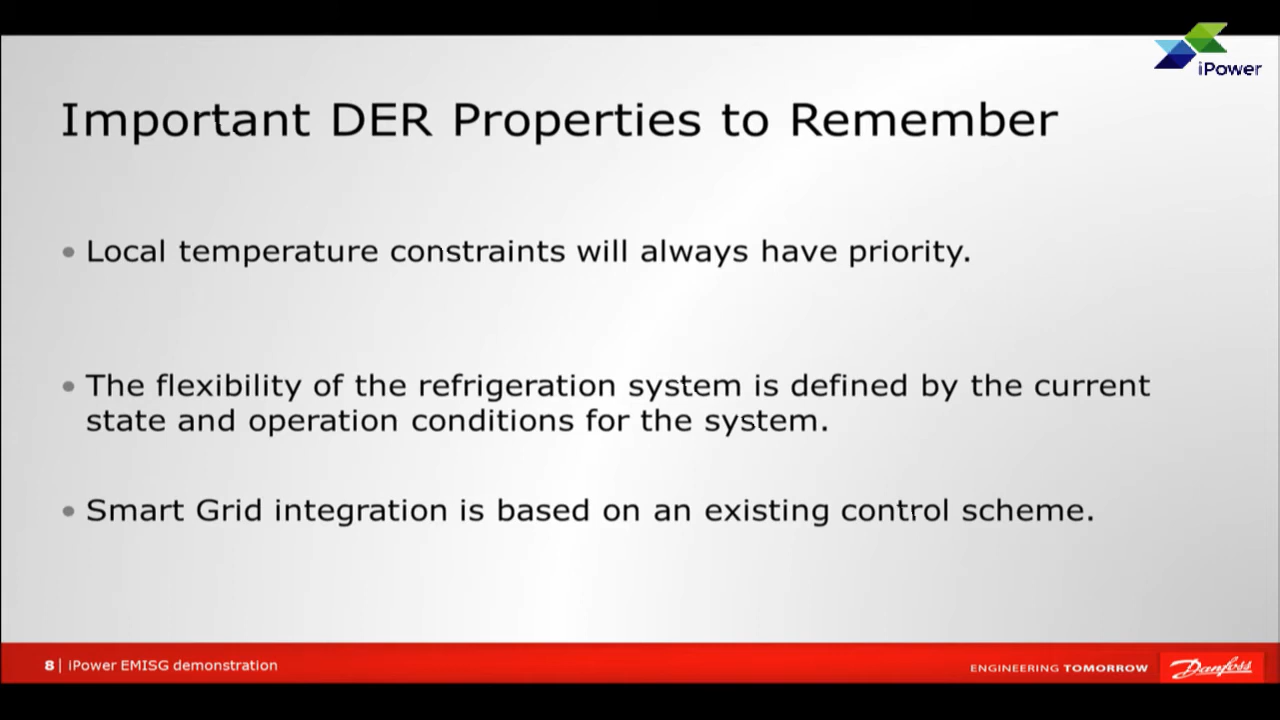 iPower
Important DER Properties to Remember
• Local temperature constraints will always have priority.
• The flexibility of the refrigeration system is defined by the current
state and operation conditions for the system.
• Smart Grid integration is based on an existing control scheme.
8 | iPower EMISG demonstration
ENGINEERING TOMORROW
Danfoss